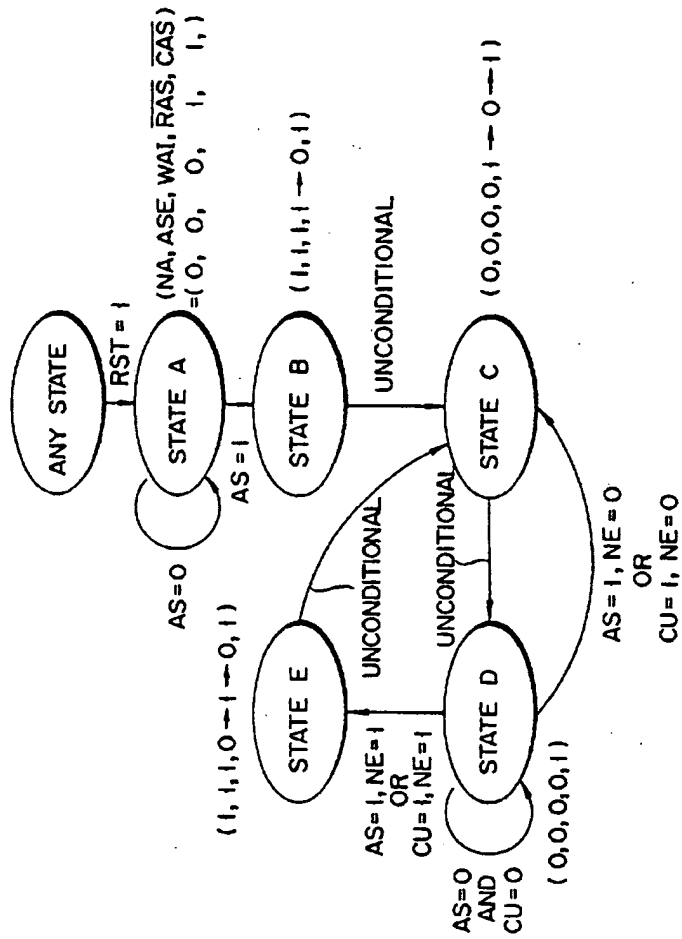 ANY STATE
RST = 1
(NA, ASE, WAI, R̅A̅S̅, C̅A̅S̅)
=( 0, 0, 0, 1, 1,)
STATE A
AS=0
AS=1
STATE B
(1,1,1,1→0,1)
UNCONDITIONAL
STATE C
(0,0,0,0,1→0→1)
UNCONDITIONAL
UNCONDITIONAL
STATE E
(1,1,1,0→1→0,1)
AS=1, NE=1
OR
CU=1, NE=1
STATE D
(0,0,0,0,1)
AS=0
AND
CU=0
AS=1, NE=0
OR
CU=1, NE=0